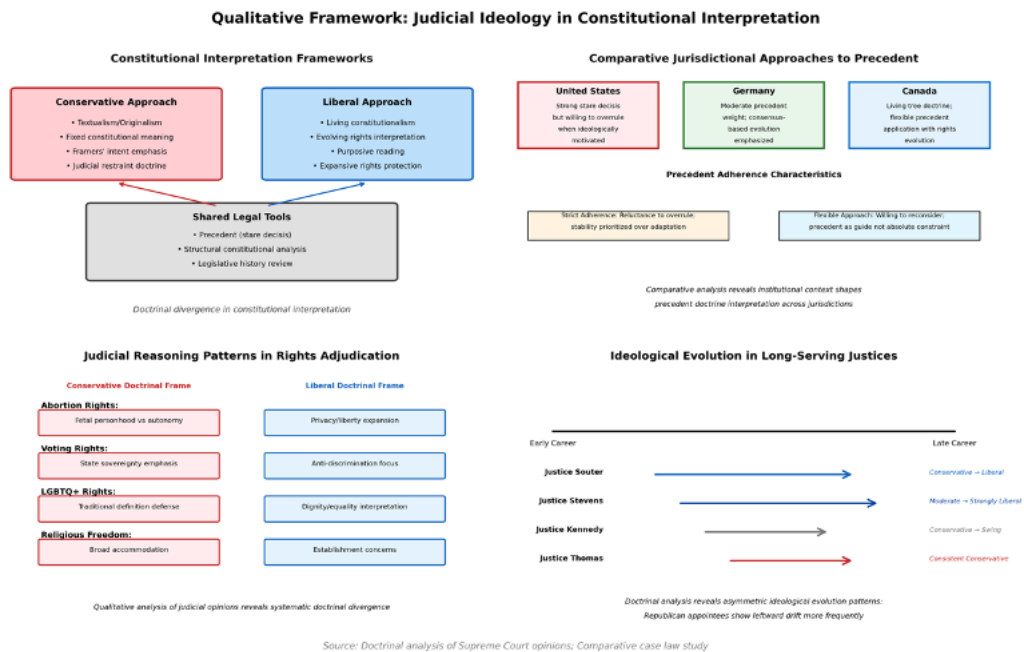 Qualitative Framework: Judicial Ideology in Constitutional Interpretation
Constitutional Interpretation Frameworks
Conservative Approach
• Textualism/Originalism
• Fixed constitutional meaning
• Framers' intent emphasis
• Judicial restraint doctrine
Liberal Approach
• Living constitutionalism
• Evolving rights interpretation
• Purposive reading
• Expansive rights protection
Shared Legal Tools
• Precedent (stare decisis)
• Structural constitutional analysis
• Legislative history review
Doctrinal divergence in constitutional interpretation
Comparative Jurisdictional Approaches to Precedent
United States
Strong stare decisis
but willing to overrule
when ideologically
motivated
Germany
Moderate precedent
weight; consensus-
based evolution
emphasized
Canada
Living tree doctrine;
flexible precedent
application with rights
evolution
Precedent Adherence Characteristics
Strict Adherence: Reluctance to overrule;
stability prioritized over adaptation
Flexible Approach: Willing to reconsider;
precedent as guide not absolute constraint
Comparative analysis reveals institutional context shapes
precedent doctrine interpretation across jurisdictions
Judicial Reasoning Patterns in Rights Adjudication
Conservative Doctrinal Frame
Liberal Doctrinal Frame
Abortion Rights:
Fetal personhood vs autonomy
Privacy/liberty expansion
Voting Rights:
State sovereignty emphasis
Anti-discrimination focus
LGBTQ+ Rights:
Traditional definition defense
Dignity/equality interpretation
Religious Freedom:
Broad accommodation
Establishment concerns
Qualitative analysis of judicial opinions reveals systematic doctrinal divergence
Ideological Evolution in Long-Serving Justices
Early Career
Late Career
Justice Souter
Conservative → Liberal
Justice Stevens
Moderate → Strongly Liberal
Justice Kennedy
Conservative → Swing
Justice Thomas
Consistent Conservative
Doctrinal analysis reveals asymmetric ideological evolution patterns:
Republican appointees show leftward drift more frequently
Source: Doctrinal analysis of Supreme Court opinions; Comparative case law study